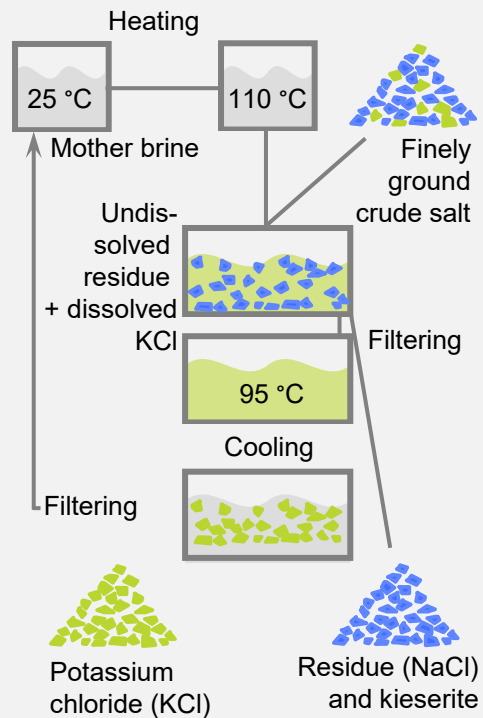 Heating
25 °C
110 °C
Mother brine
Finely
ground
crude salt
Undis-
solved
residue
+ dissolved
KCl
Filtering
95 °C
Cooling
Filtering
Potassium
chloride (KCl)
Residue (NaCl)
and kieserite